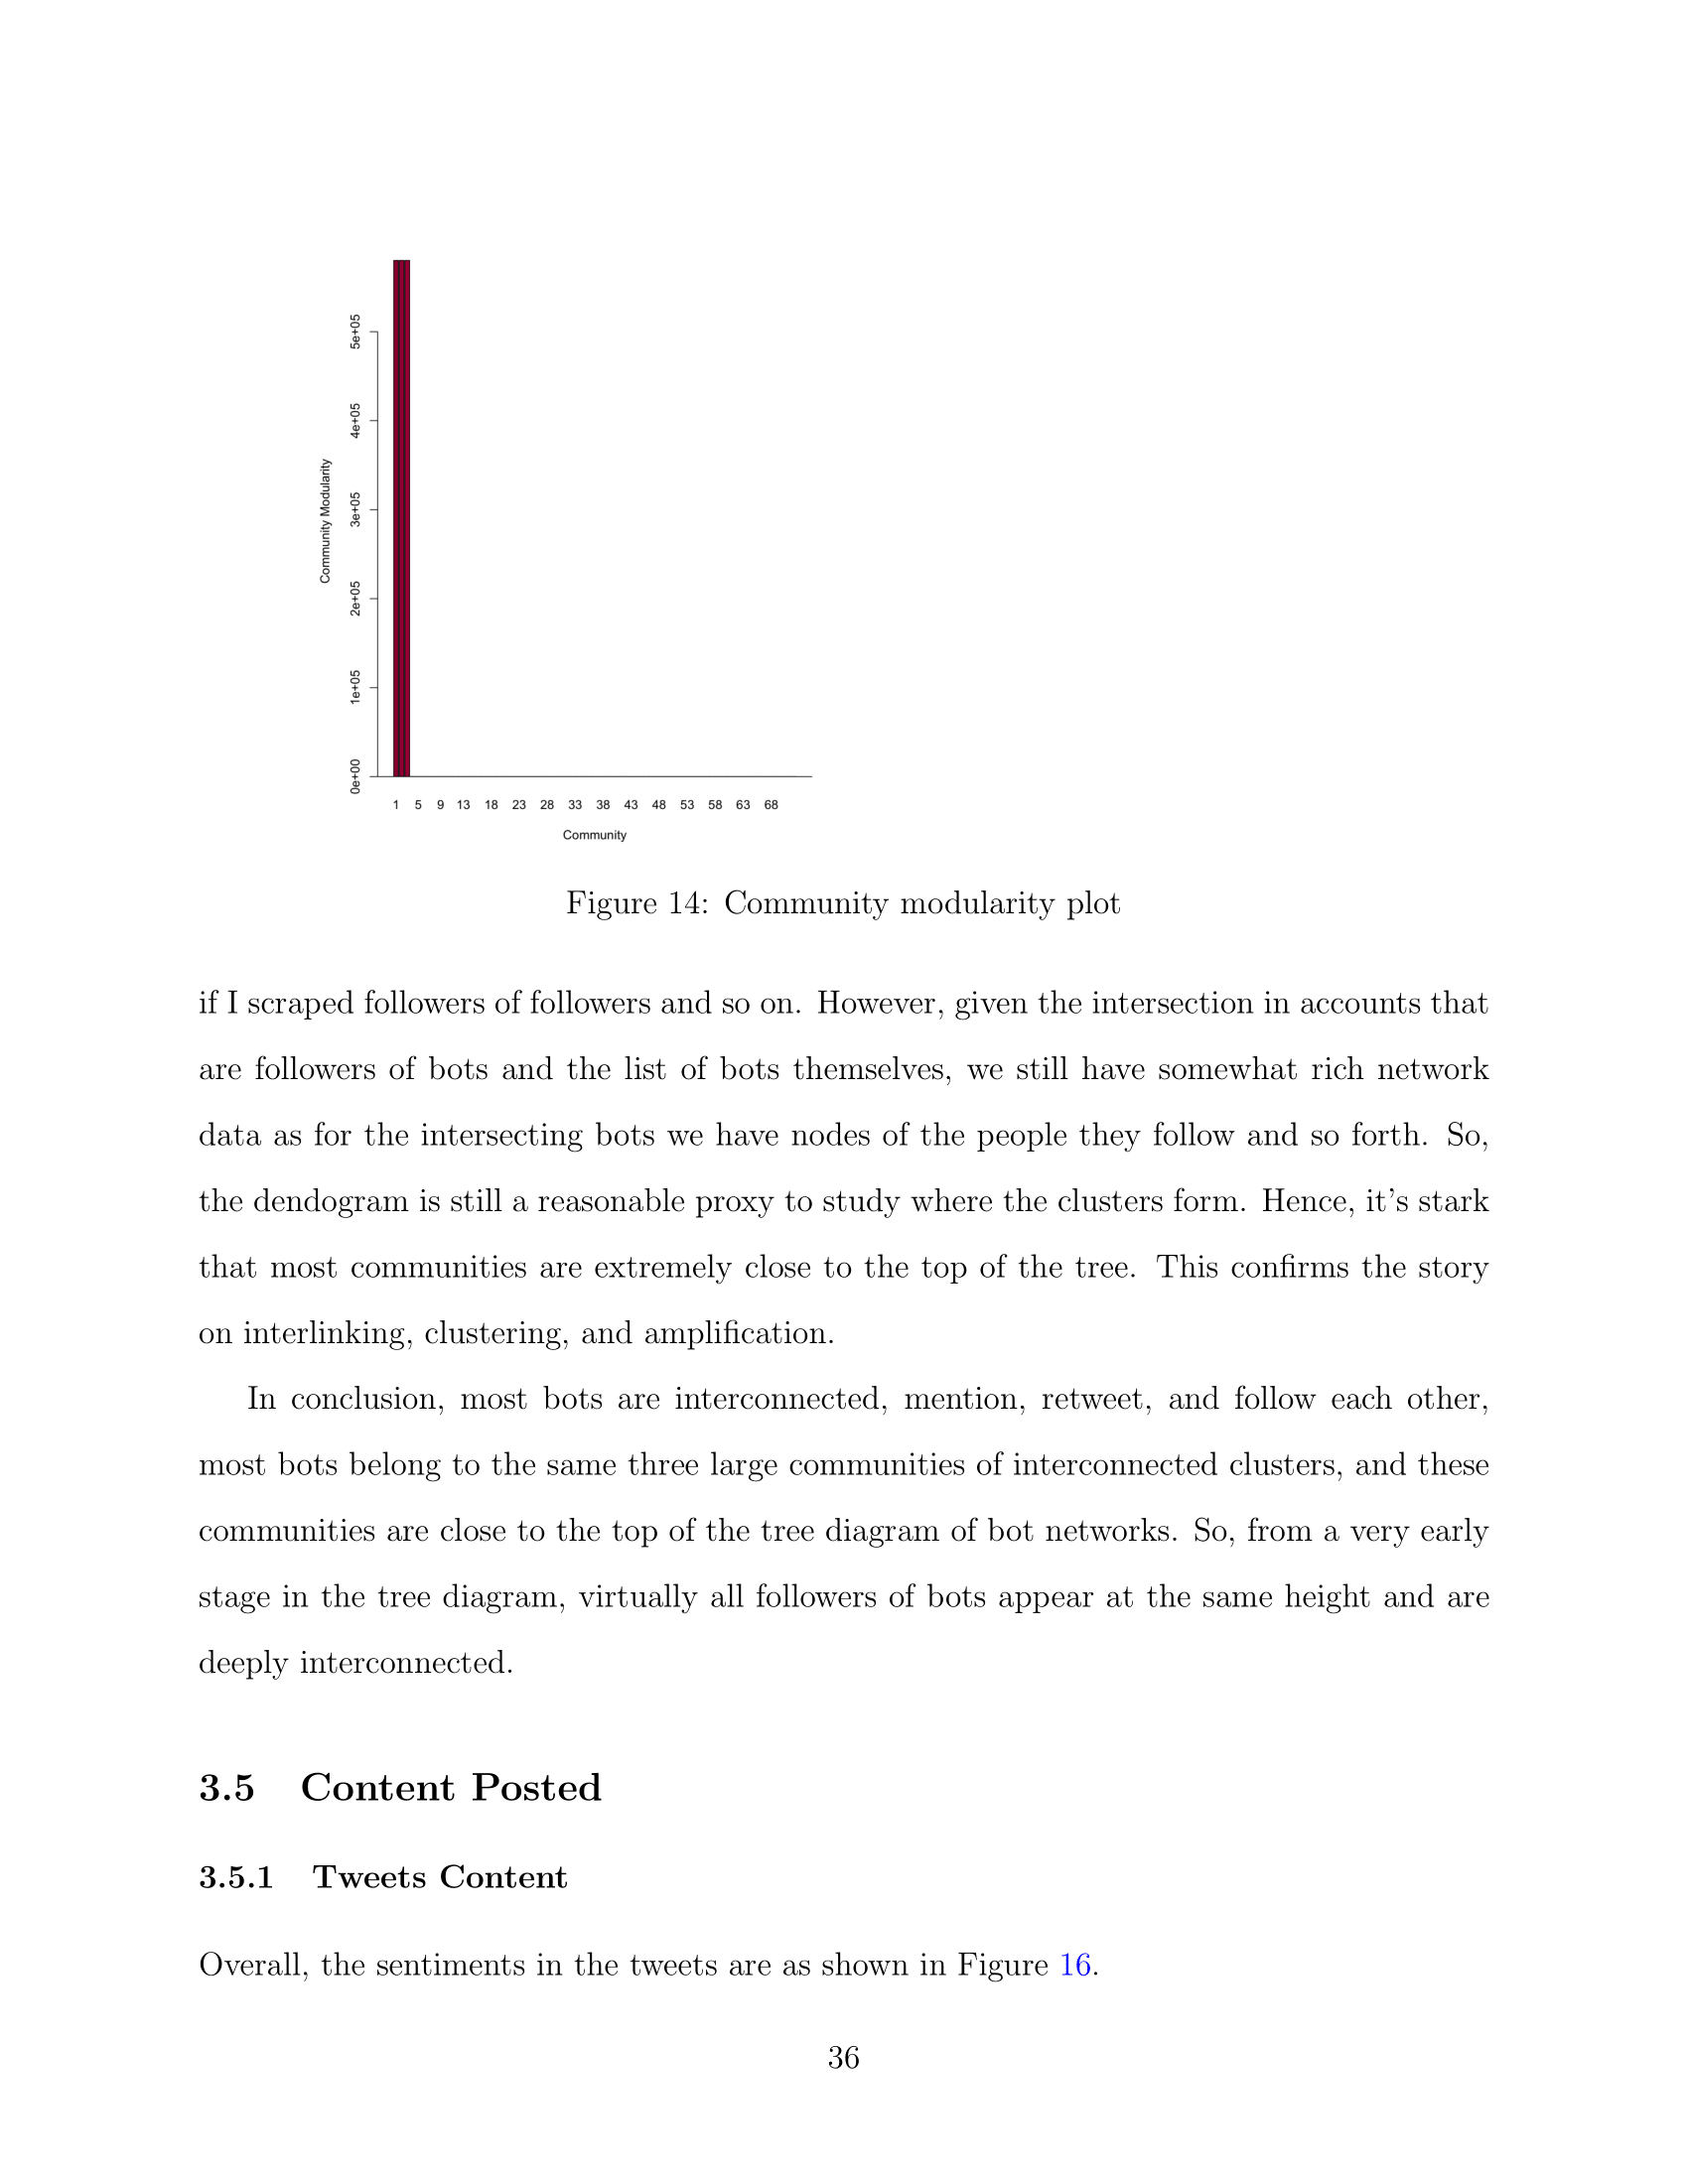 5e+05
4e+05
3e+05
2e+05
1e+05
0e+00
Community Modularity
1 5 9 13 18 23 28 33 38 43 48 53 58 63 68
Community
Figure 14: Community modularity plot
if I scraped followers of followers and so on. However, given the intersection in accounts that
are followers of bots and the list of bots themselves, we still have somewhat rich network
data as for the intersecting bots we have nodes of the people they follow and so forth. So,
the dendogram is still a reasonable proxy to study where the clusters form. Hence, it's stark
that most communities are extremely close to the top of the tree. This confirms the story
on interlinking, clustering, and amplification.
In conclusion, most bots are interconnected, mention, retweet, and follow each other,
most bots belong to the same three large communities of interconnected clusters, and these
communities are close to the top of the tree diagram of bot networks. So, from a very early
stage in the tree diagram, virtually all followers of bots appear at the same height and are
deeply interconnected.
3.5 Content Posted
3.5.1 Tweets Content
Overall, the sentiments in the tweets are as shown in Figure 16.
36